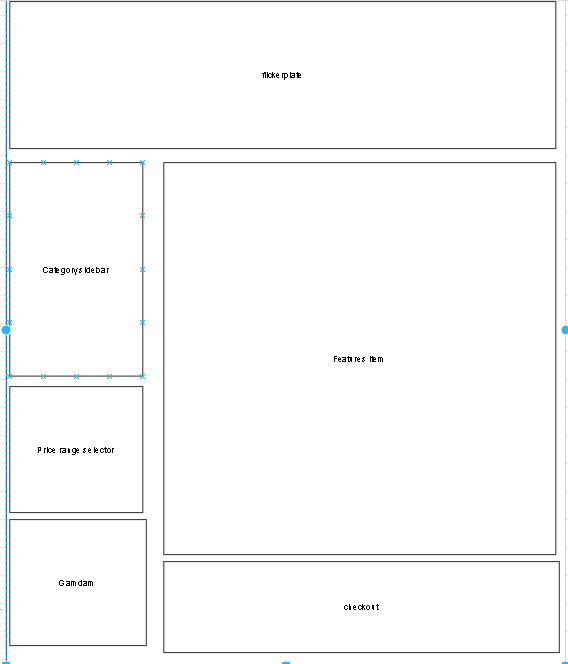 flickerplate
Categorysidebar
Features Item
Price range selector
Gamdam
checkout